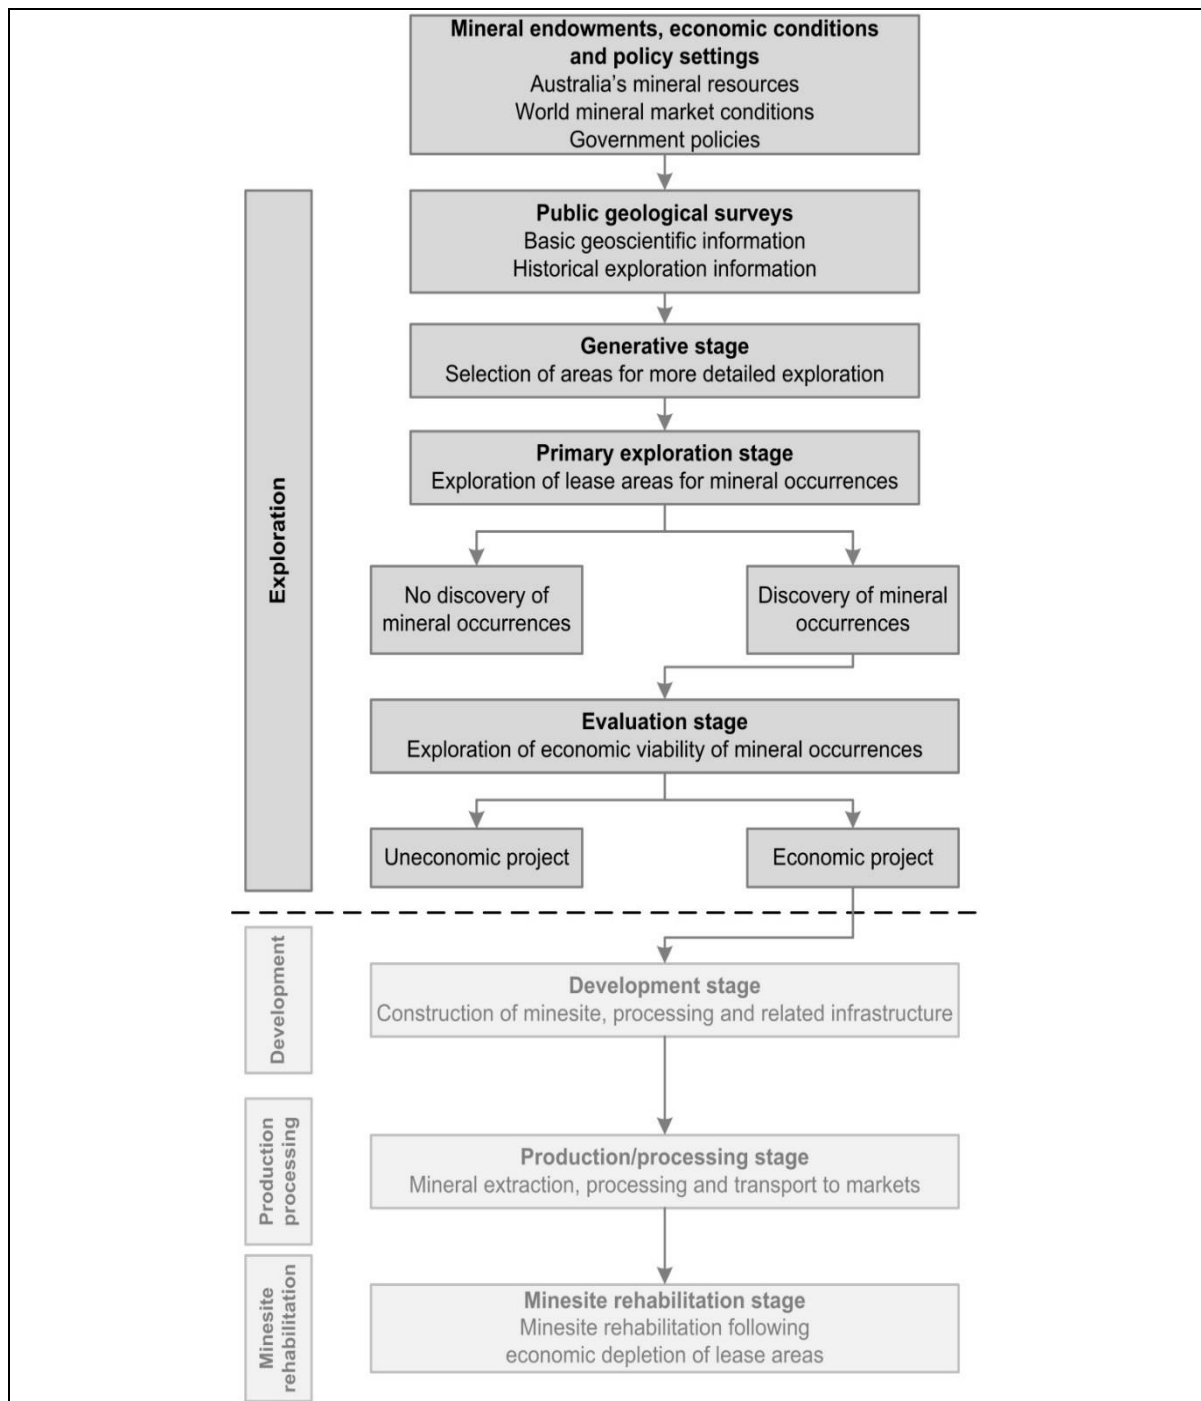 Mineral endowments, economic conditions
and policy settings
Australia's mineral resources
World mineral market conditions
Government policies
Exploration
Public geological surveys
Basic geoscientific information
Historical exploration information
Generative stage
Selection of areas for more detailed exploration
Primary exploration stage
Exploration of lease areas for mineral occurrences
No discovery of
mineral occurrences
Discovery of mineral
occurrences
Evaluation stage
Exploration of economic viability of mineral occurrences
Uneconomic project
Economic project
Development
Development stage
Construction of minesite, processing and related infrastructure
Production
processing
Production/processing stage
Mineral extraction, processing and transport to markets
Minesite
rehabilitation
Minesite rehabilitation stage
Minesite rehabilitation following
economic depletion of lease areas